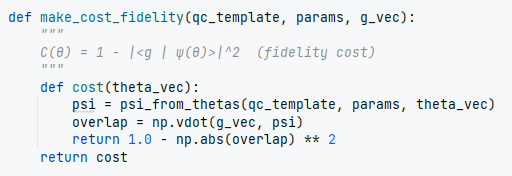 def make_cost_fidelity(qc_template, params, g_vec):
    """
    C(θ) = 1 - |<g | ψ(θ)>|^2  (fidelity cost)
    """
    def cost(theta_vec):
        psi = psi_from_thetas(qc_template, params, theta_vec)
        overlap = np.vdot(g_vec, psi)
        return 1.0 - np.abs(overlap) ** 2
    return cost